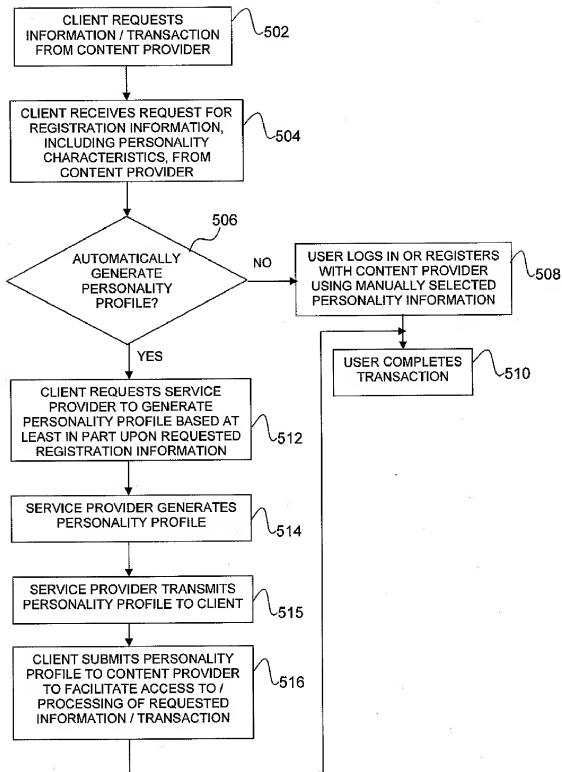 CLIENT REQUESTS
INFORMATION / TRANSACTION
FROM CONTENT PROVIDER
502
CLIENT RECEIVES REQUEST FOR
REGISTRATION INFORMATION,
INCLUDING PERSONALITY
CHARACTERISTICS, FROM
CONTENT PROVIDER
504
506
AUTOMATICALLY
GENERATE
PERSONALITY
PROFILE?
NO
USER LOGS IN OR REGISTERS
WITH CONTENT PROVIDER
USING MANUALLY SELECTED
PERSONALITY INFORMATION
508
YES
USER COMPLETES
TRANSACTION
510
CLIENT REQUESTS SERVICE
PROVIDER TO GENERATE
PERSONALITY PROFILE BASED AT
LEAST IN PART UPON REQUESTED
REGISTRATION INFORMATION
512
SERVICE PROVIDER GENERATES
PERSONALITY PROFILE
514
SERVICE PROVIDER TRANSMITS
PERSONALITY PROFILE TO CLIENT
515
CLIENT SUBMITS PERSONALITY
PROFILE TO CONTENT PROVIDER
TO FACILITATE ACCESS TO /
PROCESSING OF REQUESTED
INFORMATION / TRANSACTION
516